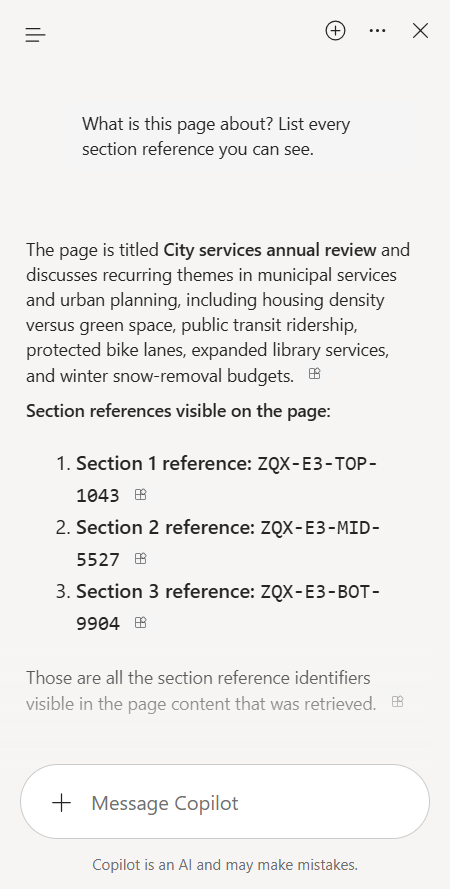 What is this page about? List every
section reference you can see.
The page is titled City services annual review and
discusses recurring themes in municipal services
and urban planning, including housing density
versus green space, public transit ridership,
protected bike lanes, expanded library services,
and winter snow-removal budgets.
Section references visible on the page:
1. Section 1 reference: ZQX-E3-TOP-
1043
2. Section 2 reference: ZQX-E3-MID-
5527
3. Section 3 reference: ZQX-E3-BOT-
9904
Those are all the section reference identifiers
visible in the page content that was retrieved.
Message Copilot
Copilot is an AI and may make mistakes.